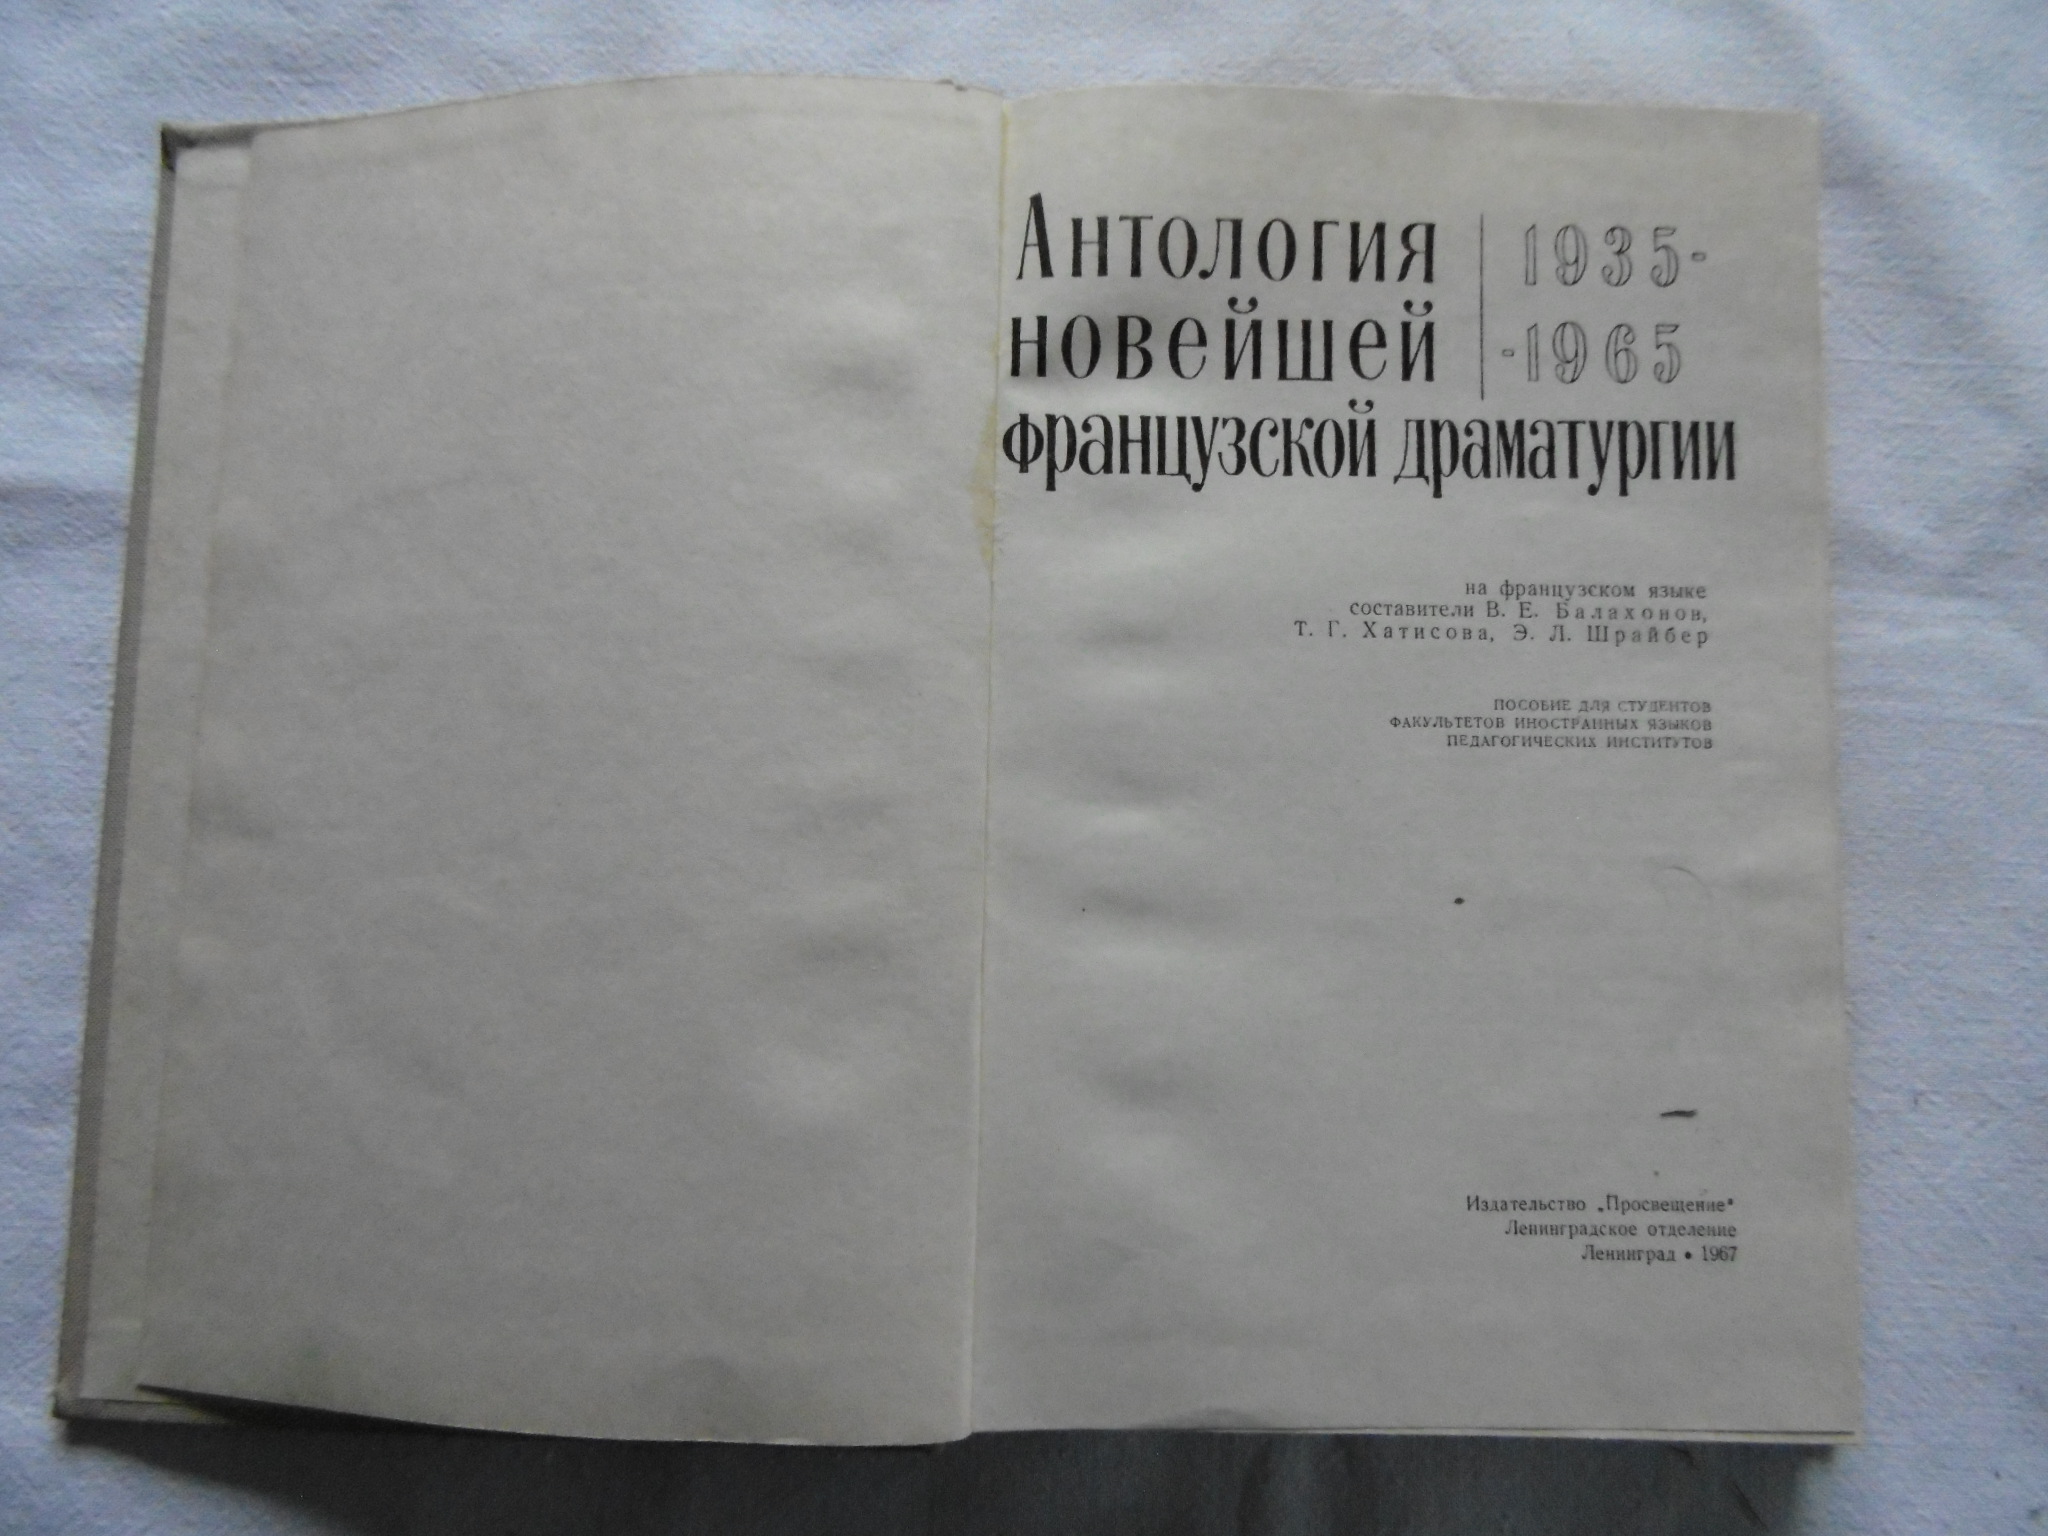 Антология
новейшей
французской драматургии
1935-
-1965
на французском языке
составители В. Е. Балахонов,
Т. Г. Хатисова, Э. Л. Шрайбер
ПОСОБИЕ ДЛЯ СТУДЕНТОВ
ФАКУЛЬТЕТОВ ИНОСТРАННЫХ ЯЗЫКОВ
ПЕДАГОГИЧЕСКИХ ИНСТИТУТОВ
Издательство „Просвещение"
Ленинградское отделение
Ленинград • 1967